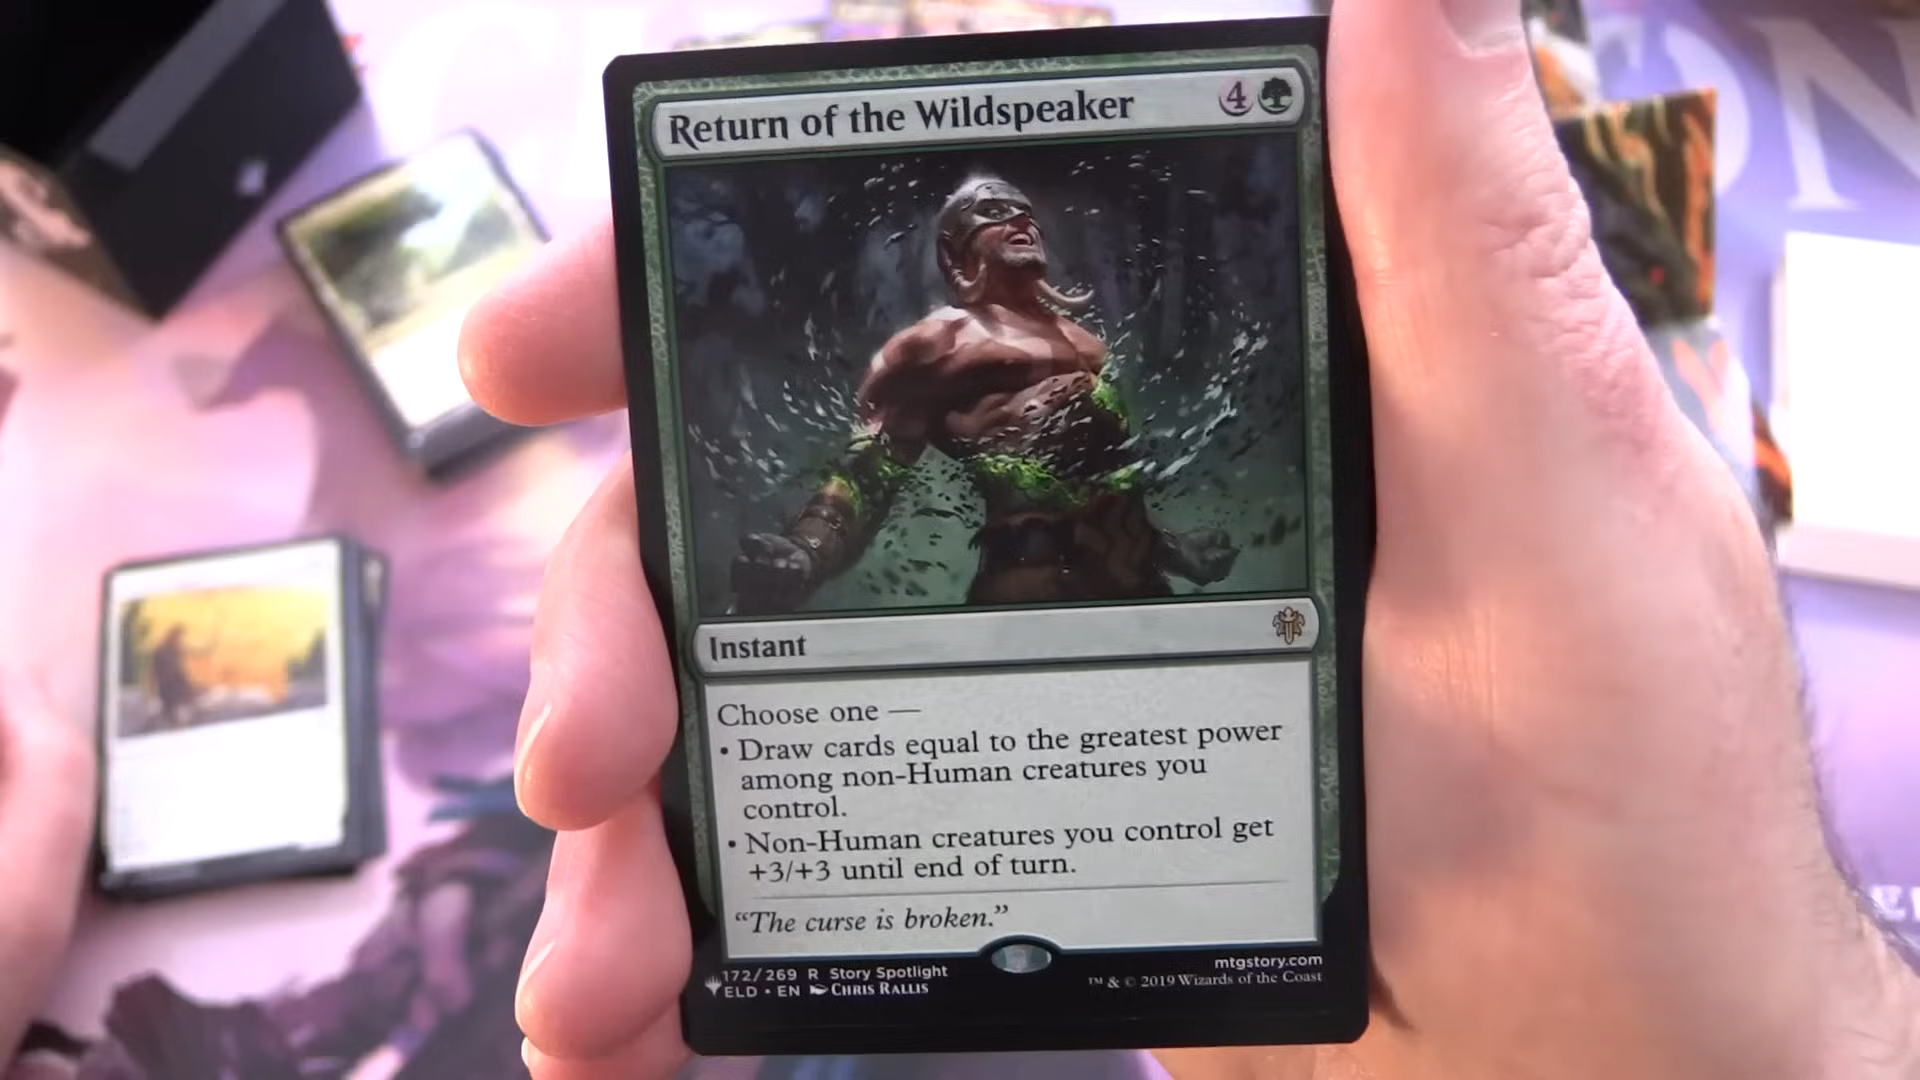 Return of the Wildspeaker 4
Instant
Choose one —
• Draw cards equal to the greatest power
among non-Human creatures you
control.
• Non-Human creatures you control get
+3/+3 until end of turn.
“The curse is broken.”
172/269 R Story Spotlight
ELD • EN Chris Rallis
mtgstory.com
™ & © 2019 Wizards of the Coast